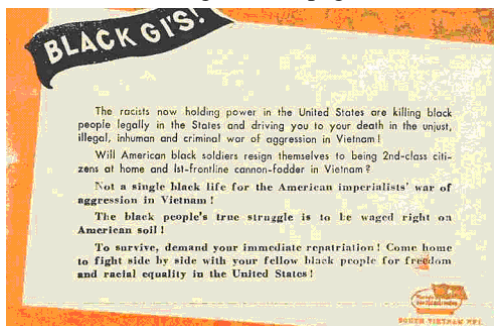 BLACK GI'S!
The racists now holding power in the United States are killing black
people legally in the States and driving you to your death in the unjust,
illegal, inhuman and criminal war of aggression in Vietnam!
Will American black soldiers resign themselves to being 2nd-class citi-
zens at home and Ist-frontline cannon-fodder in Vietnam?
Not a single black life for the American imperialists' war of
aggression in Vietnam!
The black people's true struggle is to be waged right on
American soil!
To survive, demand your immediate repatriation! Come home
to fight side by side with your fellow black people for freedom
and racial equality in the United States!
SOUTH VIETNAM NFL